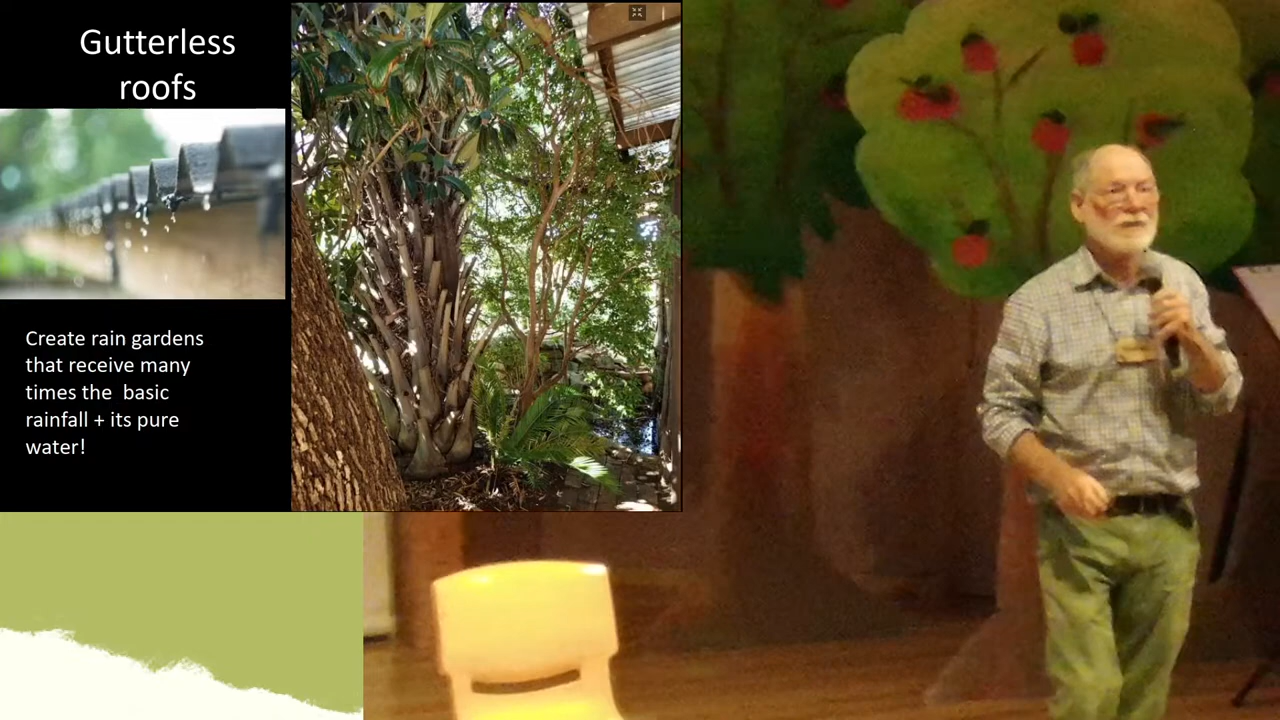 Gutterless
roofs
Create rain gardens
that receive many
times the  basic
rainfall + its pure
water!